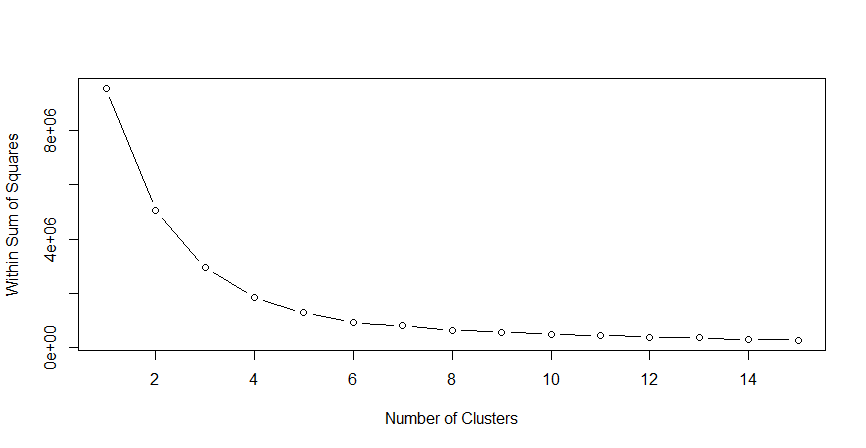 Within Sum of Squares
8e+06
4e+06
0e+00
2 4 6 8 10 12 14
Number of Clusters